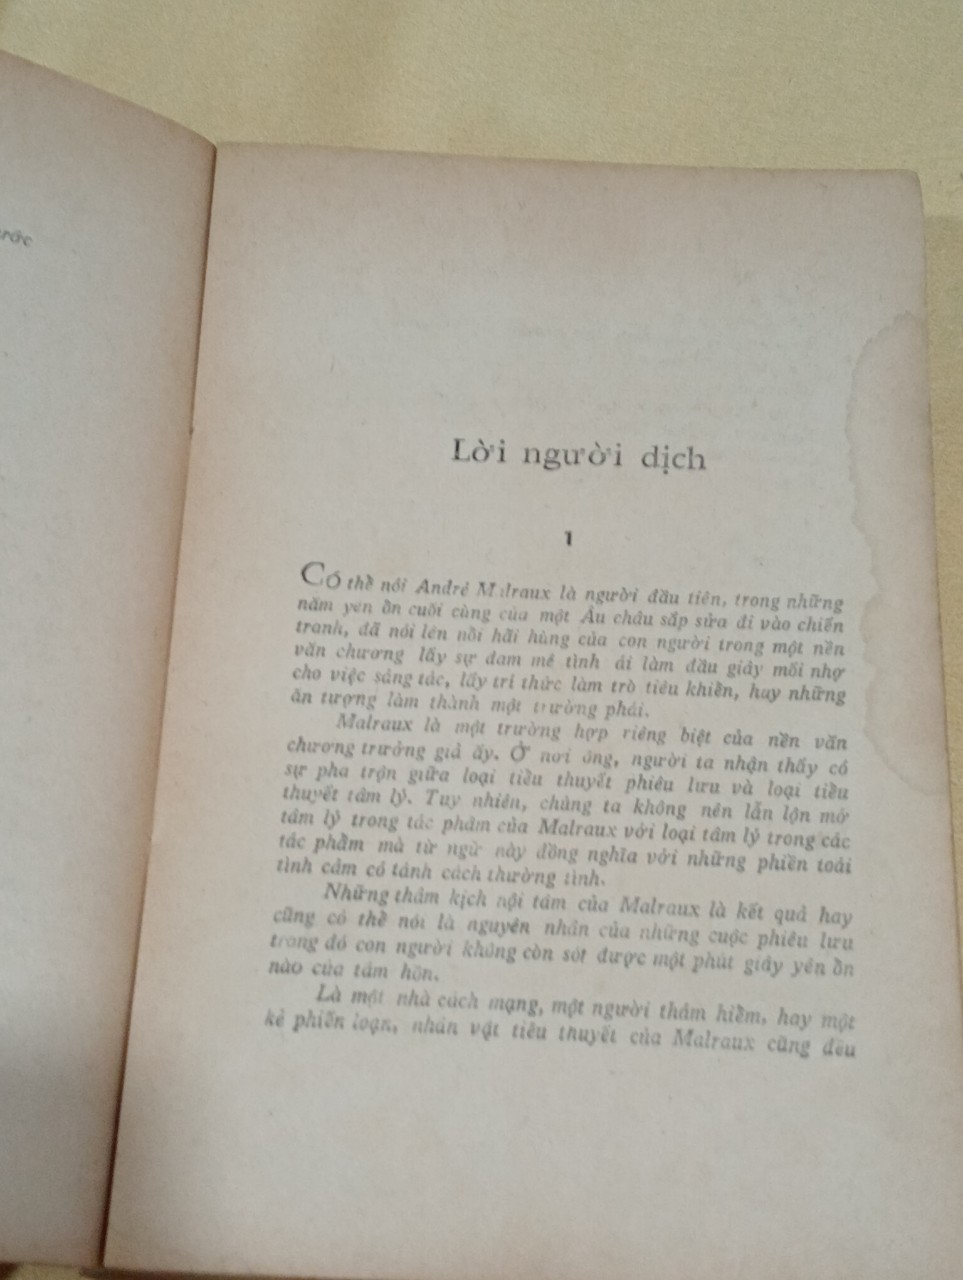 Lời người dịch
1
Có thể nói André Malraux là người đầu tiên, trong những
năm yên ổn cuối cùng của một Âu châu sắp sửa đi vào chiến
tranh, đã nói lên nỗi hãi hùng của con người trong một nền
văn chương lấy sự đam mê tình ái làm đầu giây mối nhợ
cho việc sáng tác, lấy trí thức làm trò tiêu khiển, hay những
ấn tượng làm thành một trường phái.
Malraux là một trường hợp riêng biệt của nền văn
chương trưởng giả ấy. Ở nơi ông, người ta nhận thấy có
sự pha trộn giữa loại tiểu thuyết phiêu lưu và loại tiểu
thuyết tâm lý. Tuy nhiên, chúng ta không nên lẫn lộn mớ
tâm lý trong tác phẩm của Malraux với loại tâm lý trong các
tác phẩm mà từ ngữ này đồng nghĩa với những phiền toái
tình cảm có tánh cách thường tình.
Những thảm kịch nội tâm của Malraux là kết quả hay
cũng có thể nói là nguyên nhân của những cuộc phiêu lưu
trong đó con người không còn sót được một phút giây yên ổn
nào của tâm hồn.
Là một nhà cách mạng, một người thâm hiểm, hay một
kẻ phiến loạn, nhân vật tiểu thuyết của Malraux cũng đều